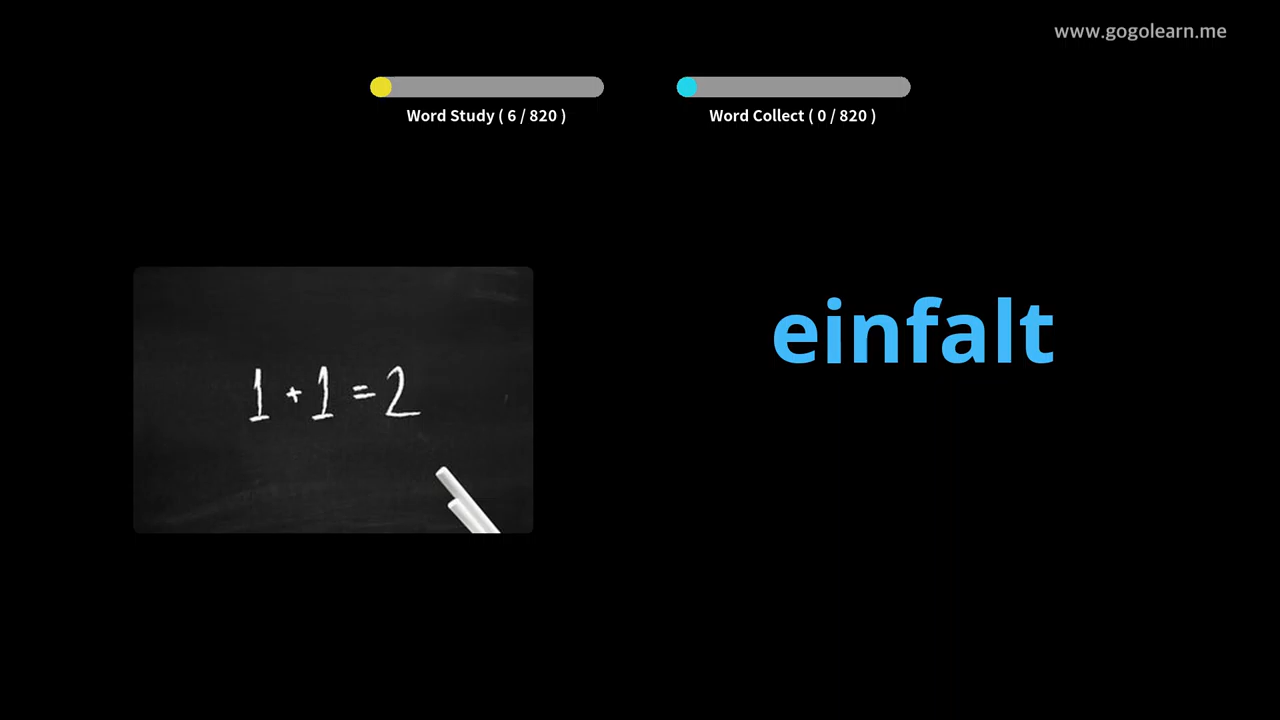 www.gogolearn.me
Word Study ( 6 / 820 )
Word Collect ( 0 / 820 )
einfalt
1 + 1 = 2